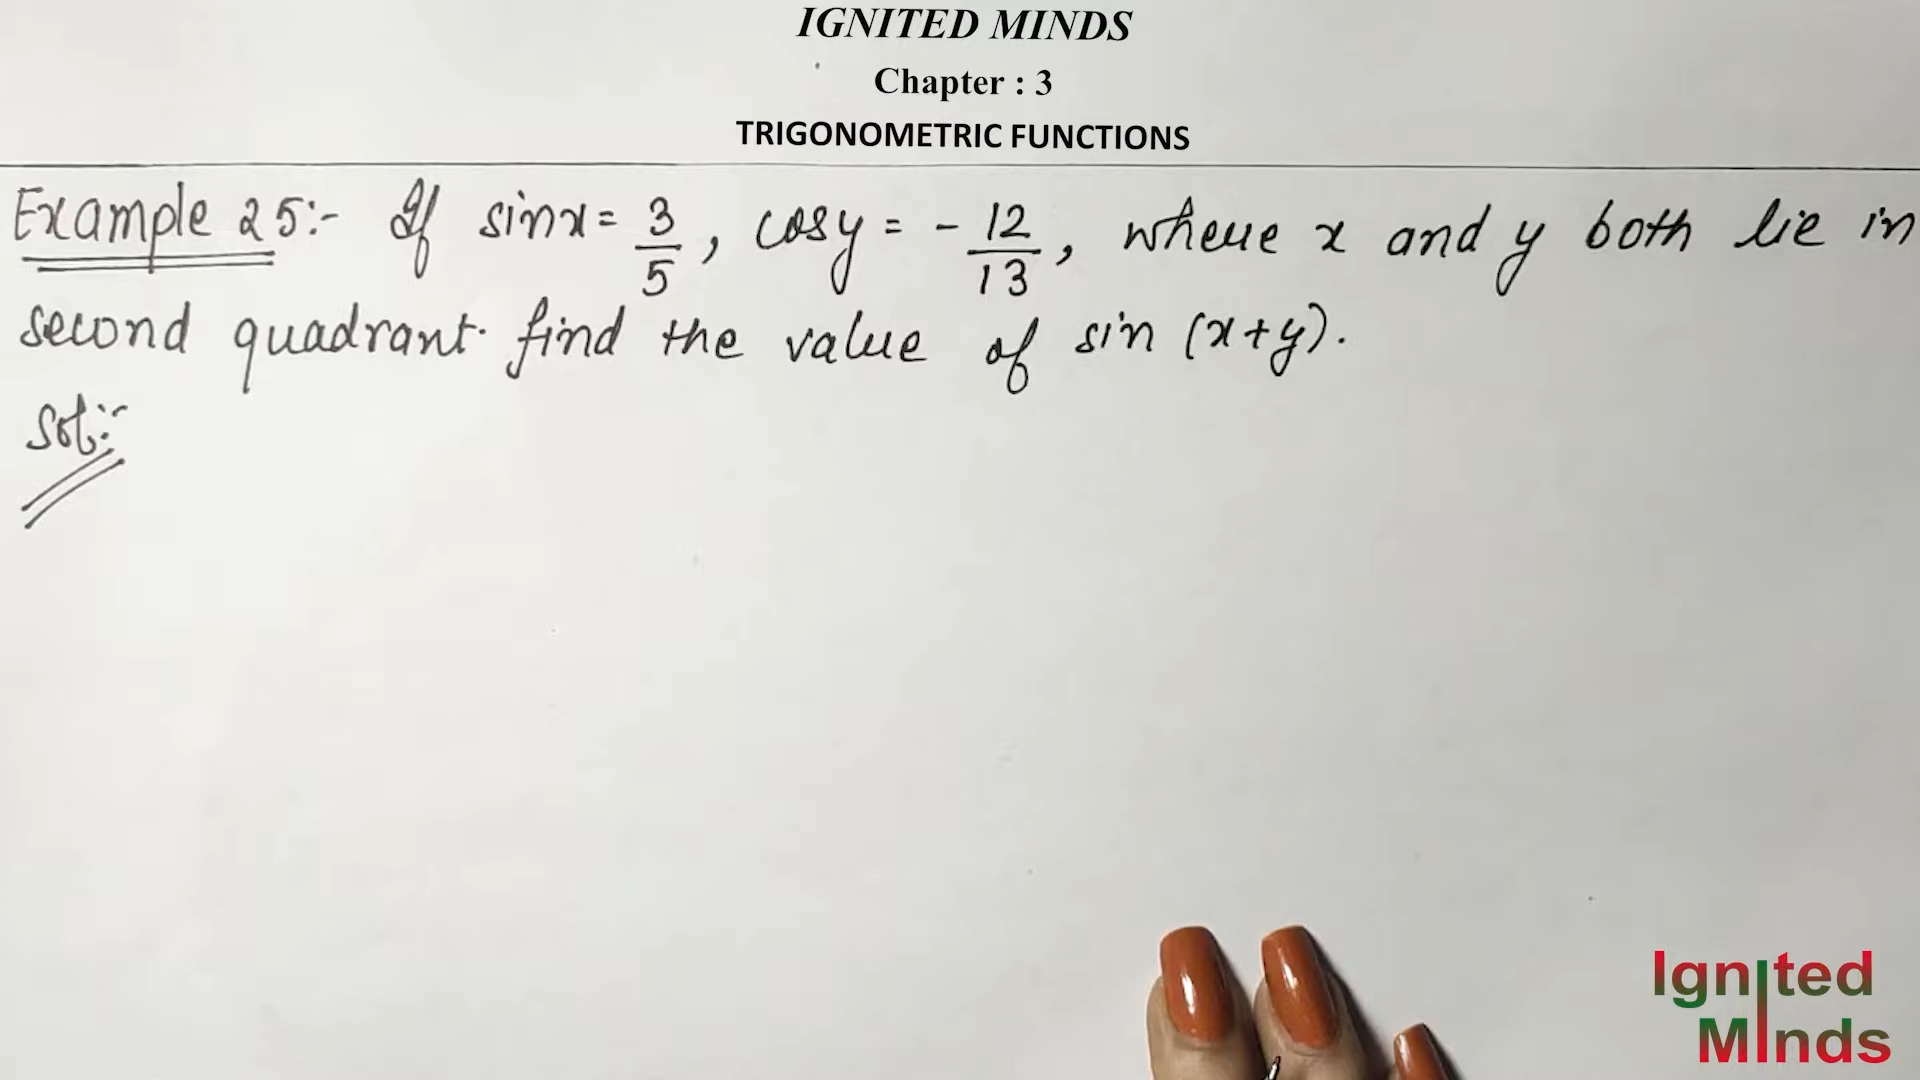 IGNITED MINDS
Chapter : 3
TRIGONOMETRIC FUNCTIONS
Example 25:- If sinx = 3/5, cosy = - 12/13, where x and y both lie in
second quadrant. find the value of sin (x+y).
Sol:-
Ignited
Minds